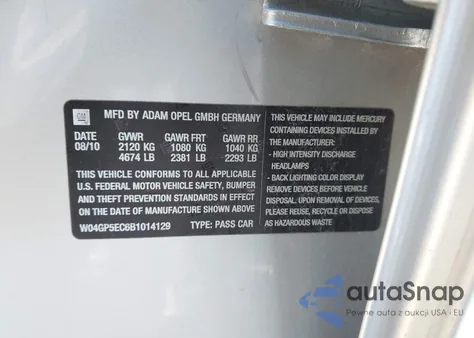 GM
MFD BY ADAM OPEL GMBH GERMANY
DATE GVWR GAWR FRT GAWR RR
08/10 2120 KG 1080 KG 1040 KG
4674 LB 2381 LB 2293 LB
THIS VEHICLE CONFORMS TO ALL APPLICABLE
U.S. FEDERAL MOTOR VEHICLE SAFETY, BUMPER
AND THEFT PREVENTION STANDARDS IN EFFECT
ON THE DATE OF MANUFACTURE SHOWN ABOVE.
W04GP5EC6B1014129 TYPE: PASS CAR
THIS VEHICLE MAY INCLUDE MERCURY
CONTAINING DEVICES INSTALLED BY
THE MANUFACTURER:
- HIGH INTENSITY DISCHARGE
HEADLAMPS
- BACK LIGHTING COLOR DISPLAY
REMOVE DEVICES BEFORE VEHICLE
DISPOSAL. UPON REMOVAL OF DEVICES
PLEASE REUSE, RECYCLE OR DISPOSE
AS HAZARDOUS WASTE
autoSnap
Pewne auta z aukcji USA - EU